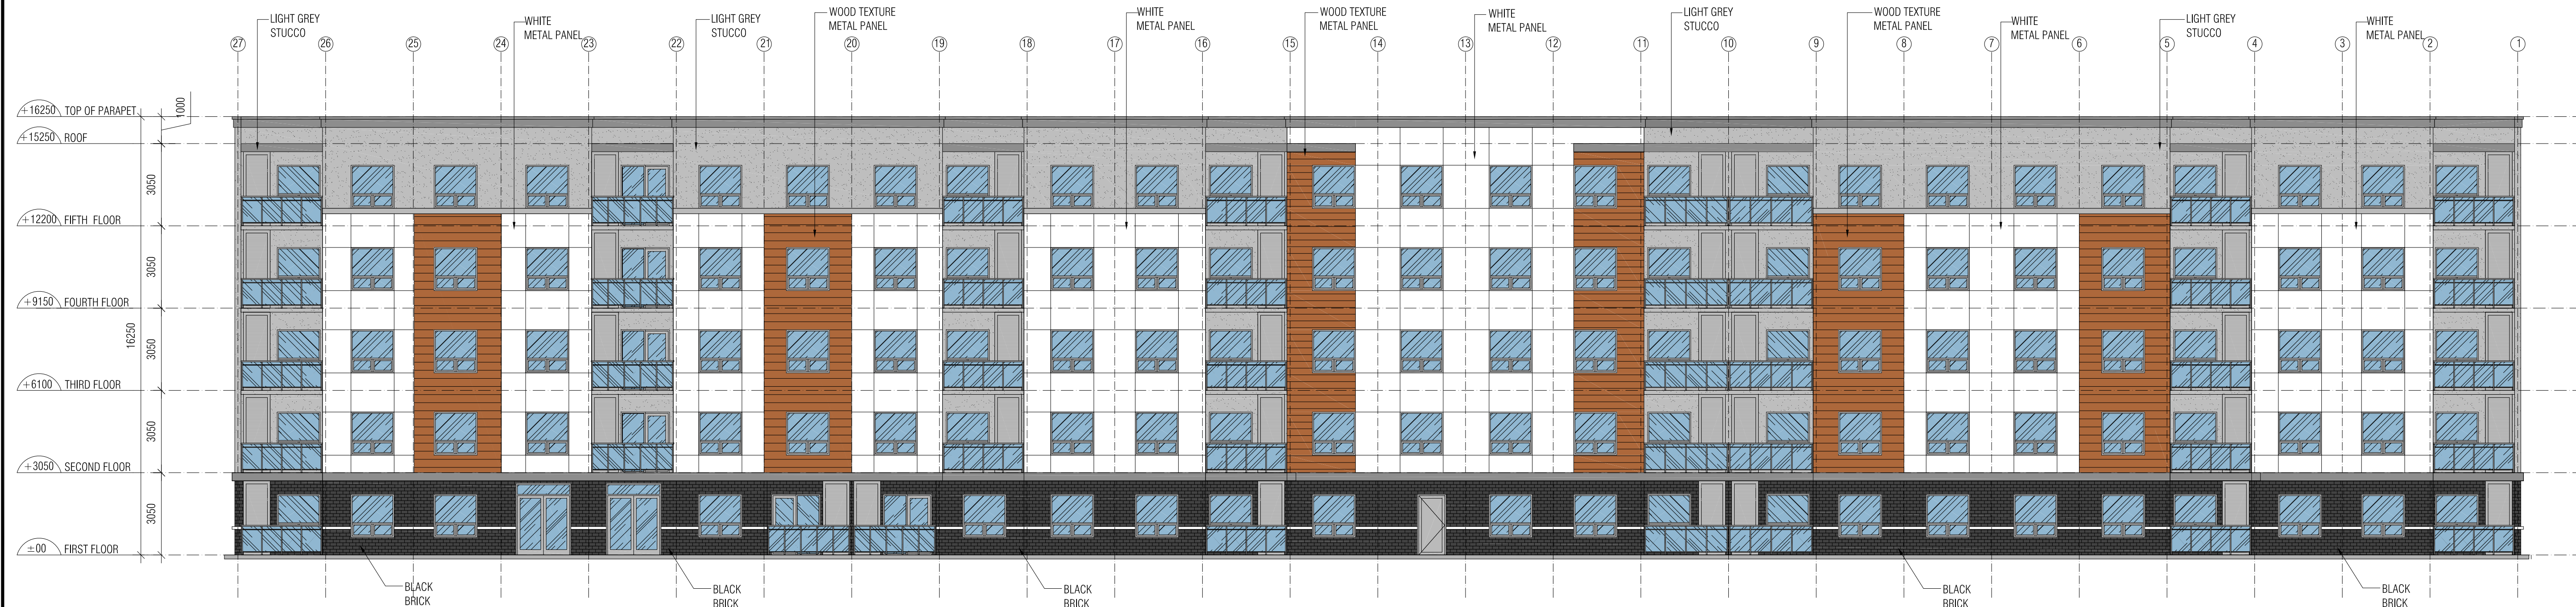 LIGHT GREY
STUCCO
WHITE
METAL PANEL
LIGHT GREY
STUCCO
WOOD TEXTURE
METAL PANEL
WHITE
METAL PANEL
WOOD TEXTURE
METAL PANEL
WHITE
METAL PANEL
LIGHT GREY
STUCCO
WOOD TEXTURE
METAL PANEL
WHITE
METAL PANEL
LIGHT GREY
STUCCO
WHITE
METAL PANEL
27 26 25 24 23 22 21 20 19 18 17 16 15 14 13 12 11 10 9 8 7 6 5 4 3 2 1
+16250 TOP OF PARAPET
1000
+15250 ROOF
3050
+12200 FIFTH FLOOR
3050
+9150 FOURTH FLOOR
16250
3050
+6100 THIRD FLOOR
3050
+3050 SECOND FLOOR
3050
±00 FIRST FLOOR
BLACK
BRICK
BLACK
BRICK
BLACK
BRICK
BLACK
BRICK
BLACK
BRICK